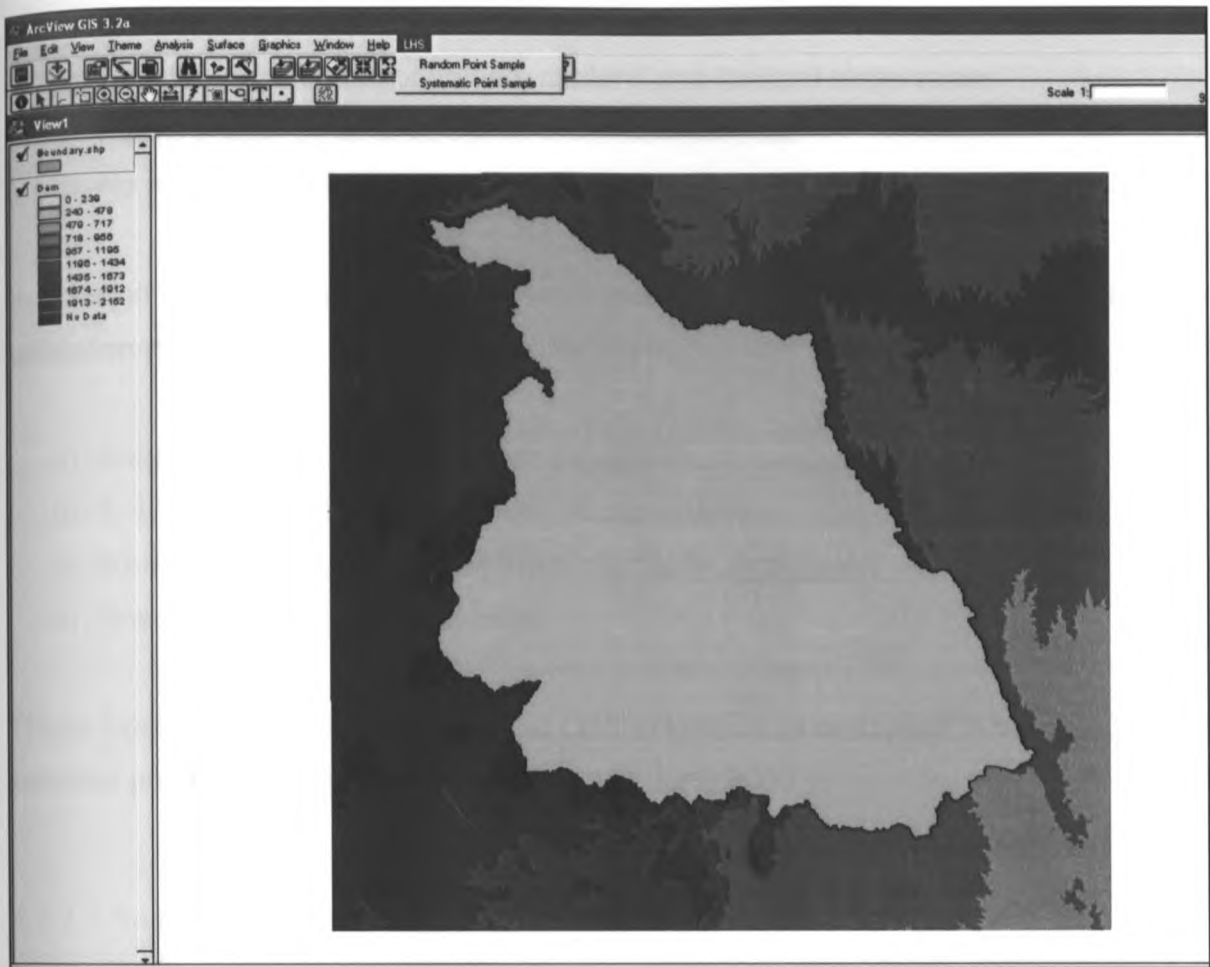 ArcView GIS 3.2a
File Edit View Theme Analysis Surface Graphics Window Help LHS
Random Point Sample
Systematic Point Sample
Scale 1:
View1
Boundary.shp
Dem
0 - 239
240 - 478
479 - 717
718 - 956
957 - 1195
1196 - 1434
1435 - 1673
1674 - 1912
1913 - 2152
No Data